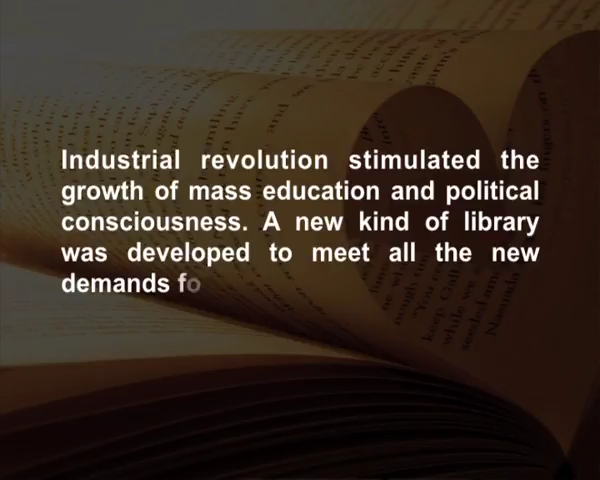 Industrial revolution stimulated the
growth of mass education and political
consciousness. A new kind of library
was developed to meet all the new
demands fo